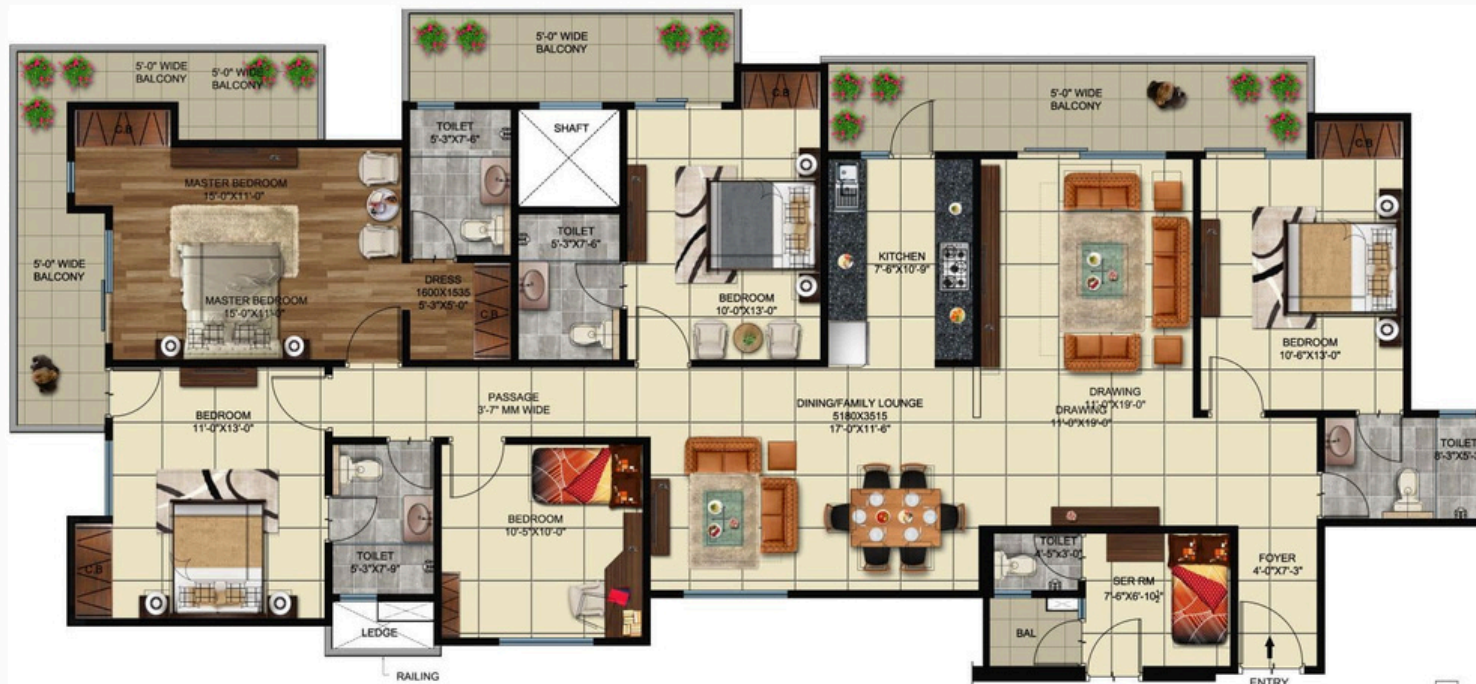 5'-0" WIDE
BALCONY
5'-0" WIDE
BALCONY
5'-0" WIDE
BALCONY
5'-0" WIDE
BALCONY
C.B
TOILET
5'-3"X7'-6"
SHAFT
C.B
C.B
MASTER BEDROOM
15'-0"X11'-0"
TOILET
5'-3"X7'-6"
5'-0" WIDE
BALCONY
KITCHEN
7'-6"X10'-9"
DRESS
1600X1535
5'-3"X5'-0"
C.B
MASTER BEDROOM
15'-0"X11'-0"
BEDROOM
10'-0"X13'-0"
BEDROOM
10'-6"X13'-0"
PASSAGE
3'-7" MM WIDE
DINING/FAMILY LOUNGE
5180X3515
17'-0"X11'-6"
DRAWING
11'-0"X19'-0"
DRAWING
11'-0"X19'-0"
BEDROOM
11'-0"X13'-0"
TOILET
8'-3"X5'-3
BEDROOM
10'-5"X10'-0"
C.B
TOILET
5'-3"X7'-9"
TOILET
4'-5"x3'-0"
SER RM
7'-6"X6'-10½"
FOYER
4'-0"X7'-3"
LEDGE
BAL
RAILING
ENTRY